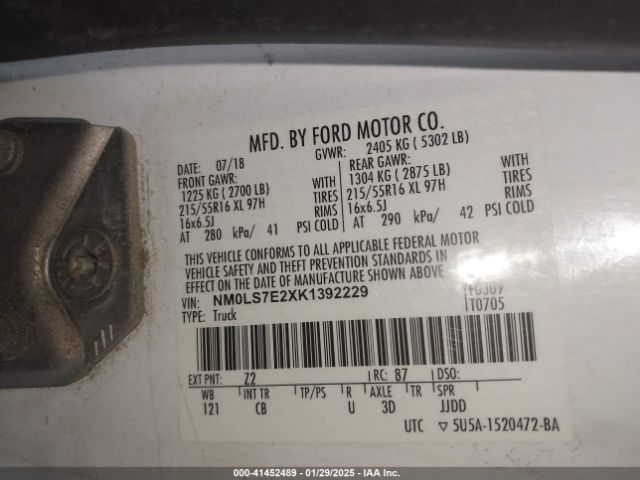 MFD. BY FORD MOTOR CO.
DATE: 07/18 GVWR: 2405 KG ( 5302 LB)
FRONT GAWR: REAR GAWR:
1225 KG ( 2700 LB) WITH 1304 KG ( 2875 LB) WITH
215/55R16 XL 97H TIRES 215/55R16 XL 97H TIRES
16x6.5J RIMS 16x6.5J RIMS
AT 280 kPa/ 41 PSI COLD AT 290 kPa/ 42 PSI COLD
THIS VEHICLE CONFORMS TO ALL APPLICABLE FEDERAL MOTOR
VEHICLE SAFETY AND THEFT PREVENTION STANDARDS IN
EFFECT ON THE DATE OF MANUFACTURE SHOWN ABOVE.
VIN: NM0LS7E2XK1392229 F0309
TYPE: Truck T0705
EXT PNT: Z2 RC: 87 DSO:
WB INT TR TP/PS R AXLE TR SPR
121 CB U 3D JJDD
UTC ▽ 5U5A-1520472-BA
000-41452489 - 01/29/2025 - IAA Inc.